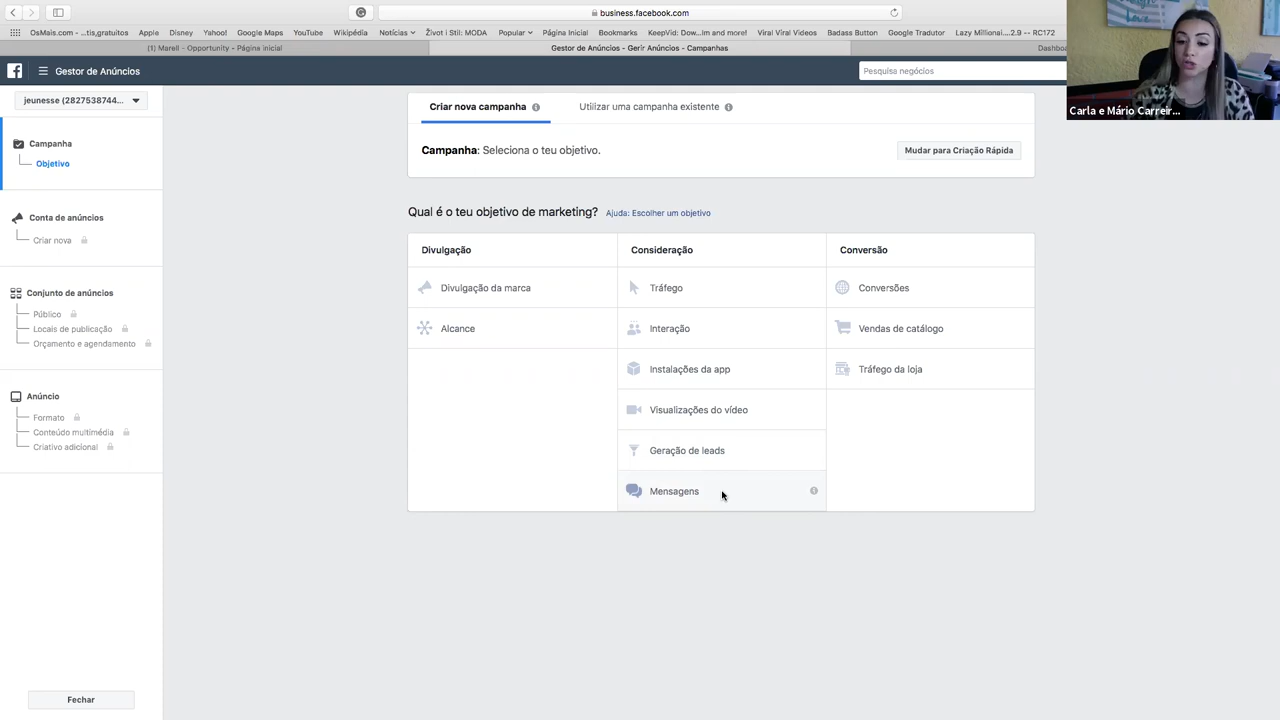 business.facebook.com
OsMais.com - ...tis,gratuitos Apple Disney Yahoo! Google Maps YouTube Wikipédia Notícias Život i Stil: MODA Popular Página Inicial Bookmarks KeepVid: Dow...im and more! Viral Viral Videos Badass Button Google Tradutor Lazy Millionai....2.9 -- RC172
(1) Marell - Opportunity - Página inicial
Gestor de Anúncios - Gerir Anúncios - Campanhas
Dashboa
Gestor de Anúncios
Pesquisa negócios
Carla e Mário Carreir...
jeunesse (2827538744...
Campanha
Objetivo
Conta de anúncios
Criar nova
Conjunto de anúncios
Público
Locais de publicação
Orçamento e agendamento
Anúncio
Formato
Conteúdo multimédia
Criativo adicional
Fechar
Criar nova campanha
Utilizar uma campanha existente
Campanha: Seleciona o teu objetivo.
Mudar para Criação Rápida
Qual é o teu objetivo de marketing? Ajuda: Escolher um objetivo
Divulgação
Divulgação da marca
Alcance
Consideração
Tráfego
Interação
Instalações da app
Visualizações do vídeo
Geração de leads
Mensagens
Conversão
Conversões
Vendas de catálogo
Tráfego da loja